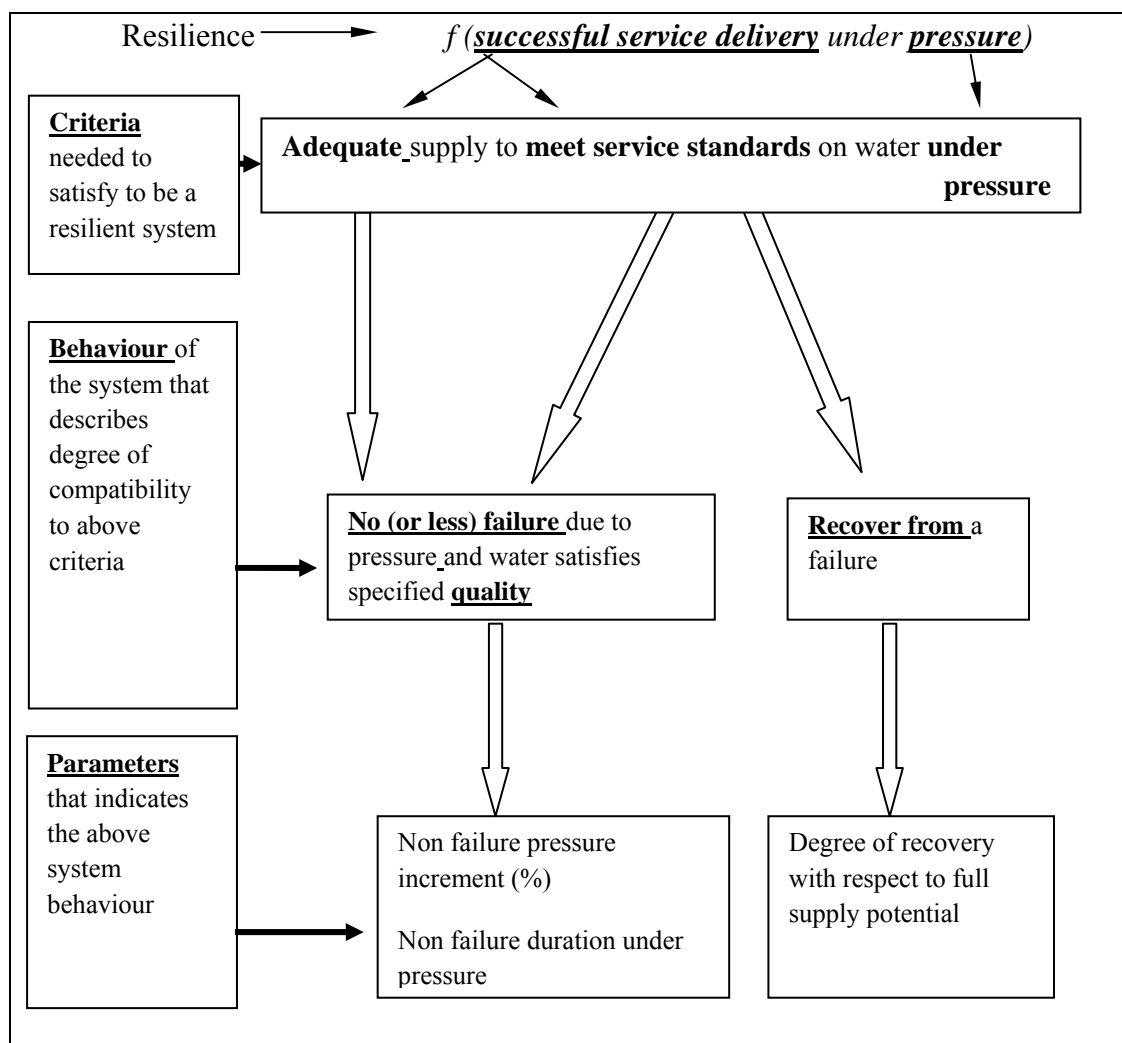 Resilience f (successful service delivery under pressure)
Criteria
needed to
satisfy to be a
resilient system
Adequate supply to meet service standards on water under
pressure
Behaviour of
the system that
describes
degree of
compatibility
to above
criteria
No (or less) failure due to
pressure and water satisfies
specified quality
Recover from a
failure
Parameters
that indicates
the above
system
behaviour
Non failure pressure
increment (%)
Non failure duration under
pressure
Degree of recovery
with respect to full
supply potential